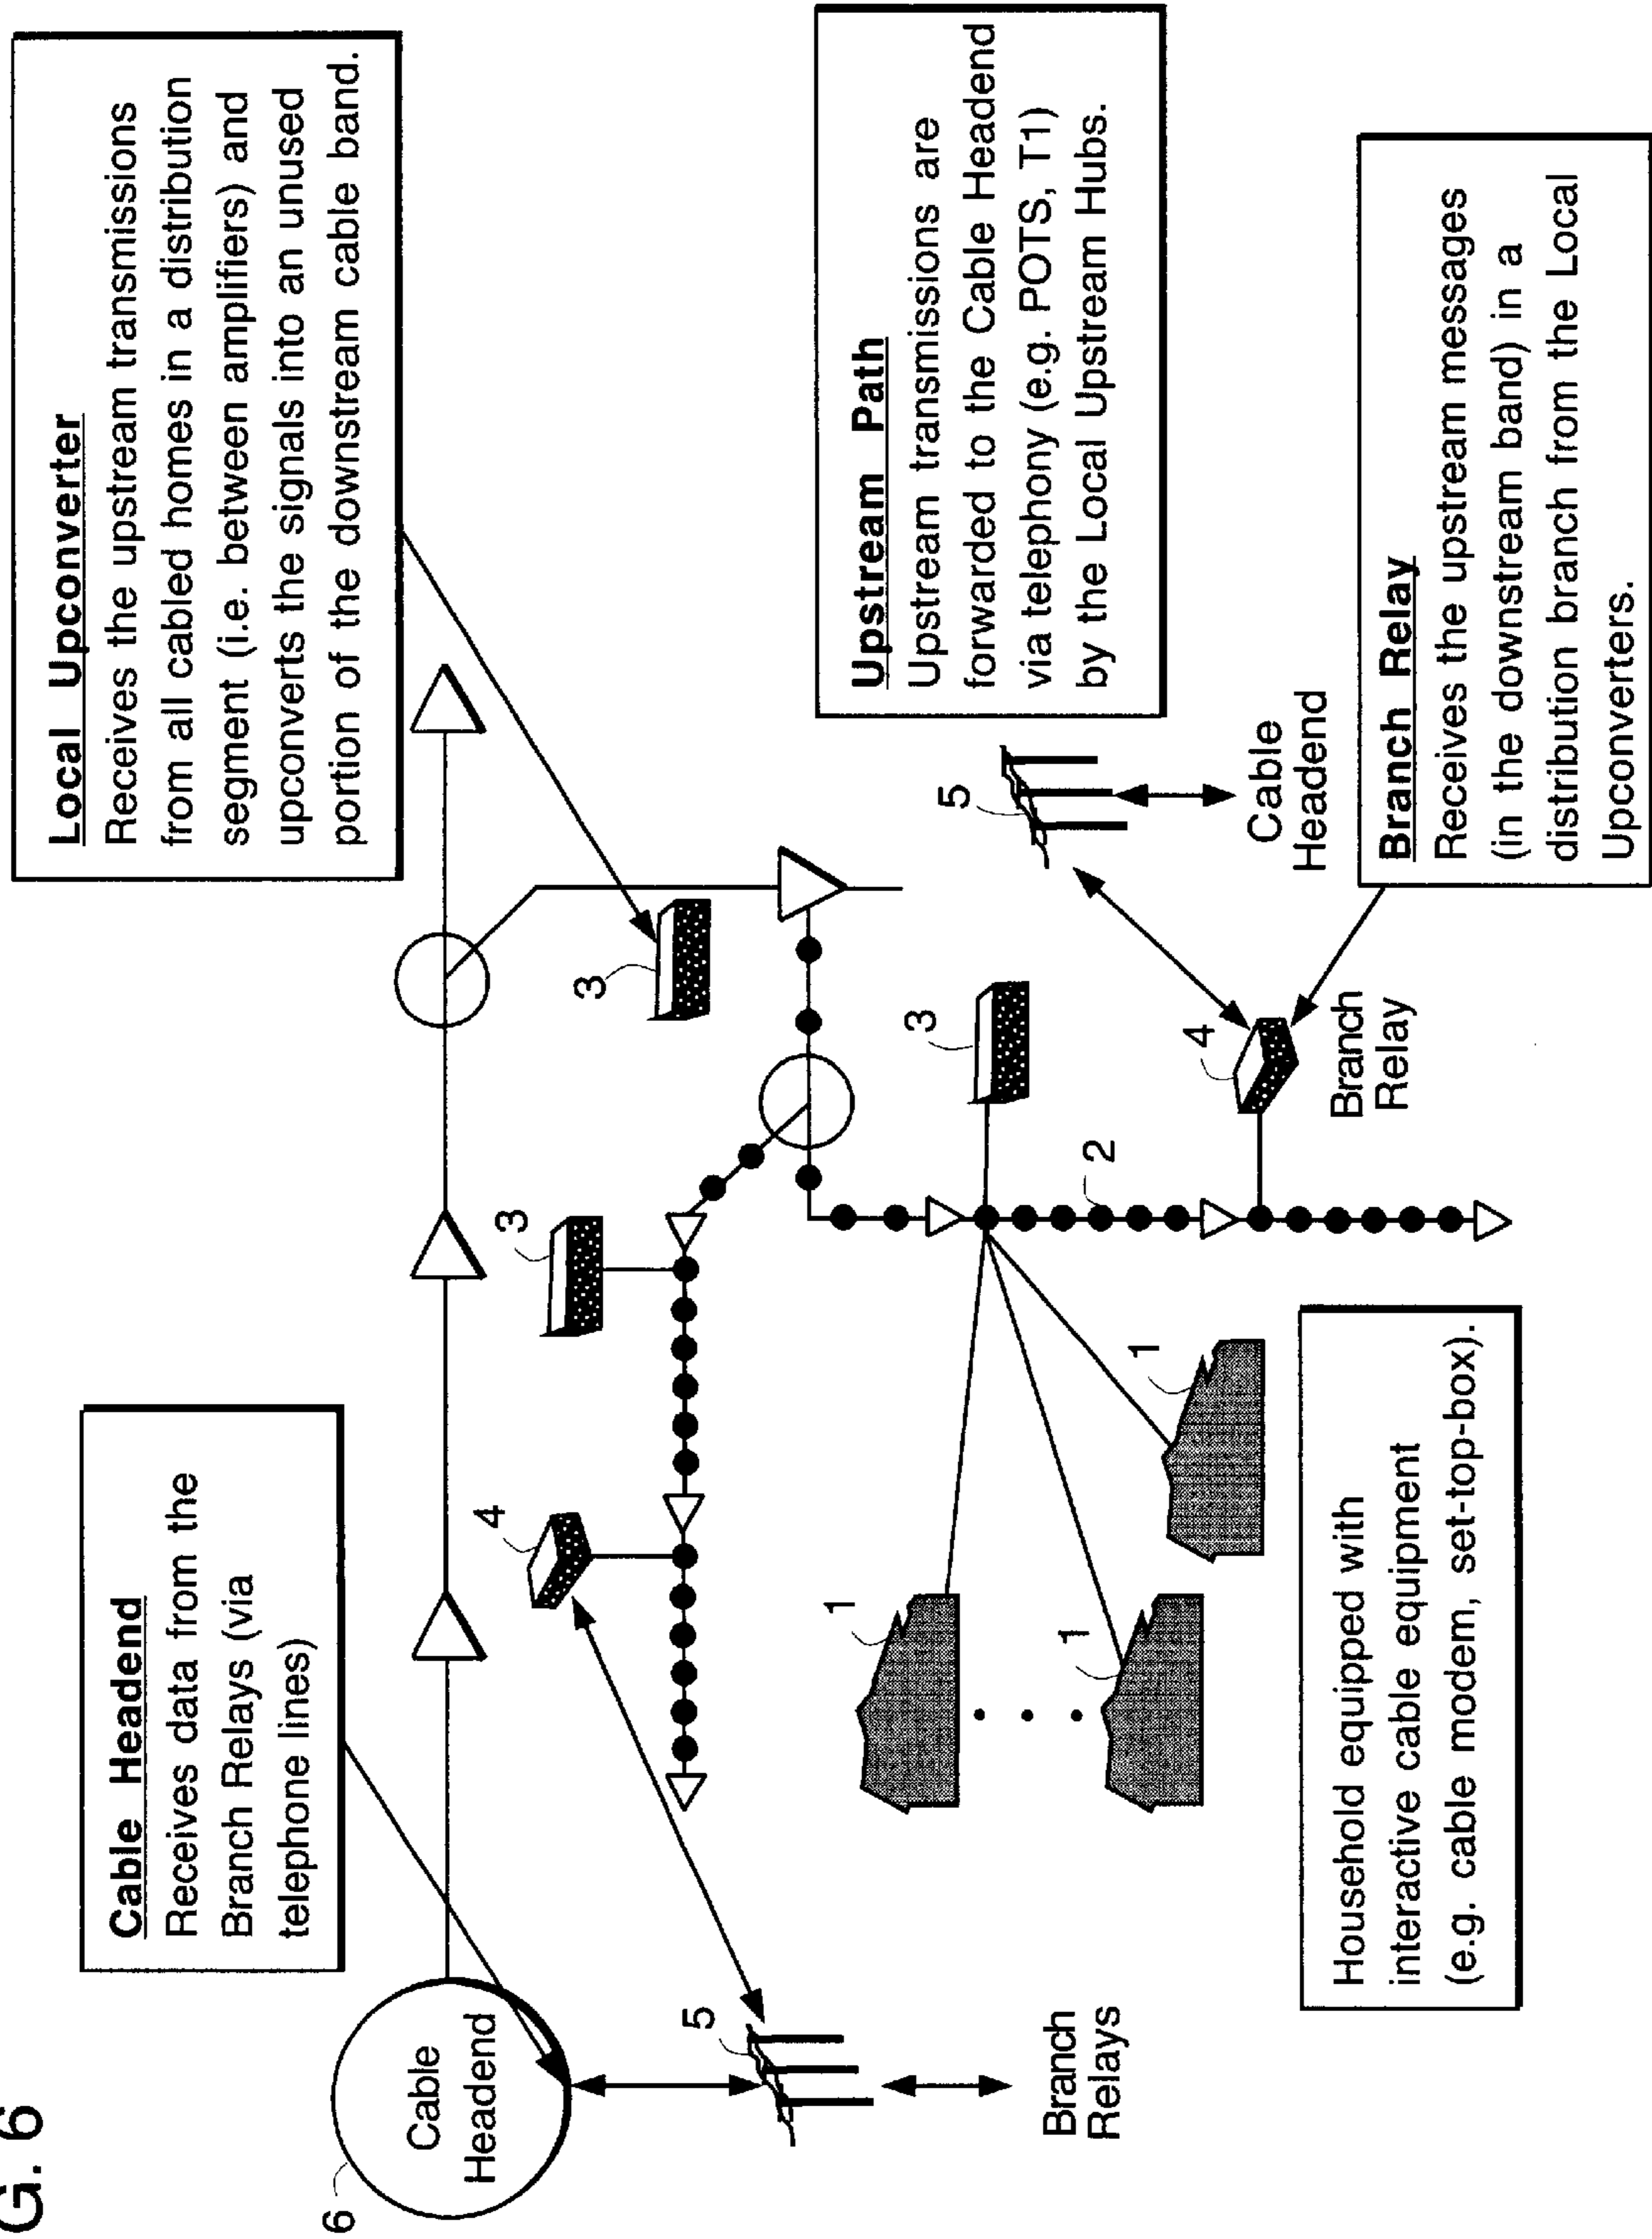 G. 6
Cable Headend
Receives data from the
Branch Relays (via
telephone lines)
Local Upconverter
Receives the upstream transmissions
from all cabled homes in a distribution
segment (i.e. between amplifiers) and
upconverts the signals into an unused
portion of the downstream cable band.
6
Cable
Headend
4
3
3
5
Branch
Relays
1
1
1
3
2
4
Branch
Relay
5
Cable
Headend
Upstream Path
Upstream transmissions are
forwarded to the Cable Headend
via telephony (e.g. POTS, T1)
by the Local Upstream Hubs.
Household equipped with
interactive cable equipment
(e.g. cable modem, set-top-box).
Branch Relay
Receives the upstream messages
(in the downstream band) in a
distribution branch from the Local
Upconverters.